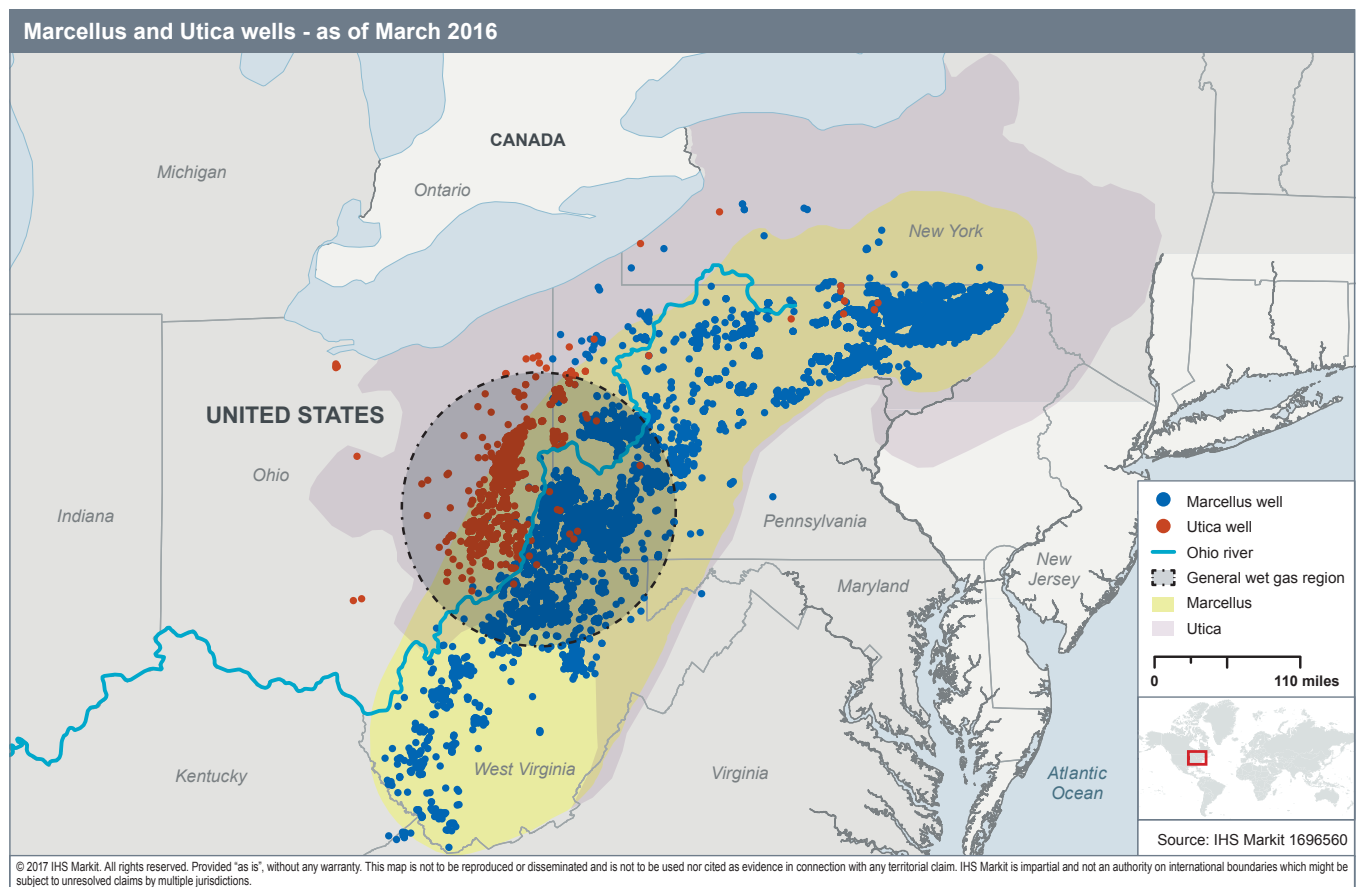 Marcellus and Utica wells - as of March 2016
CANADA
Michigan
Ontario
New York
UNITED STATES
Ohio
Indiana
Pennsylvania
New
Jersey
Maryland
West Virginia
Kentucky
Virginia
Atlantic
Ocean
Marcellus well
Utica well
Ohio river
General wet gas region
Marcellus
Utica
0 110 miles
Source: IHS Markit 1696560
© 2017 IHS Markit. All rights reserved. Provided “as is”, without any warranty. This map is not to be reproduced or disseminated and is not to be used nor cited as evidence in connection with any territorial claim. IHS Markit is impartial and not an authority on international boundaries which might be
subject to unresolved claims by multiple jurisdictions.